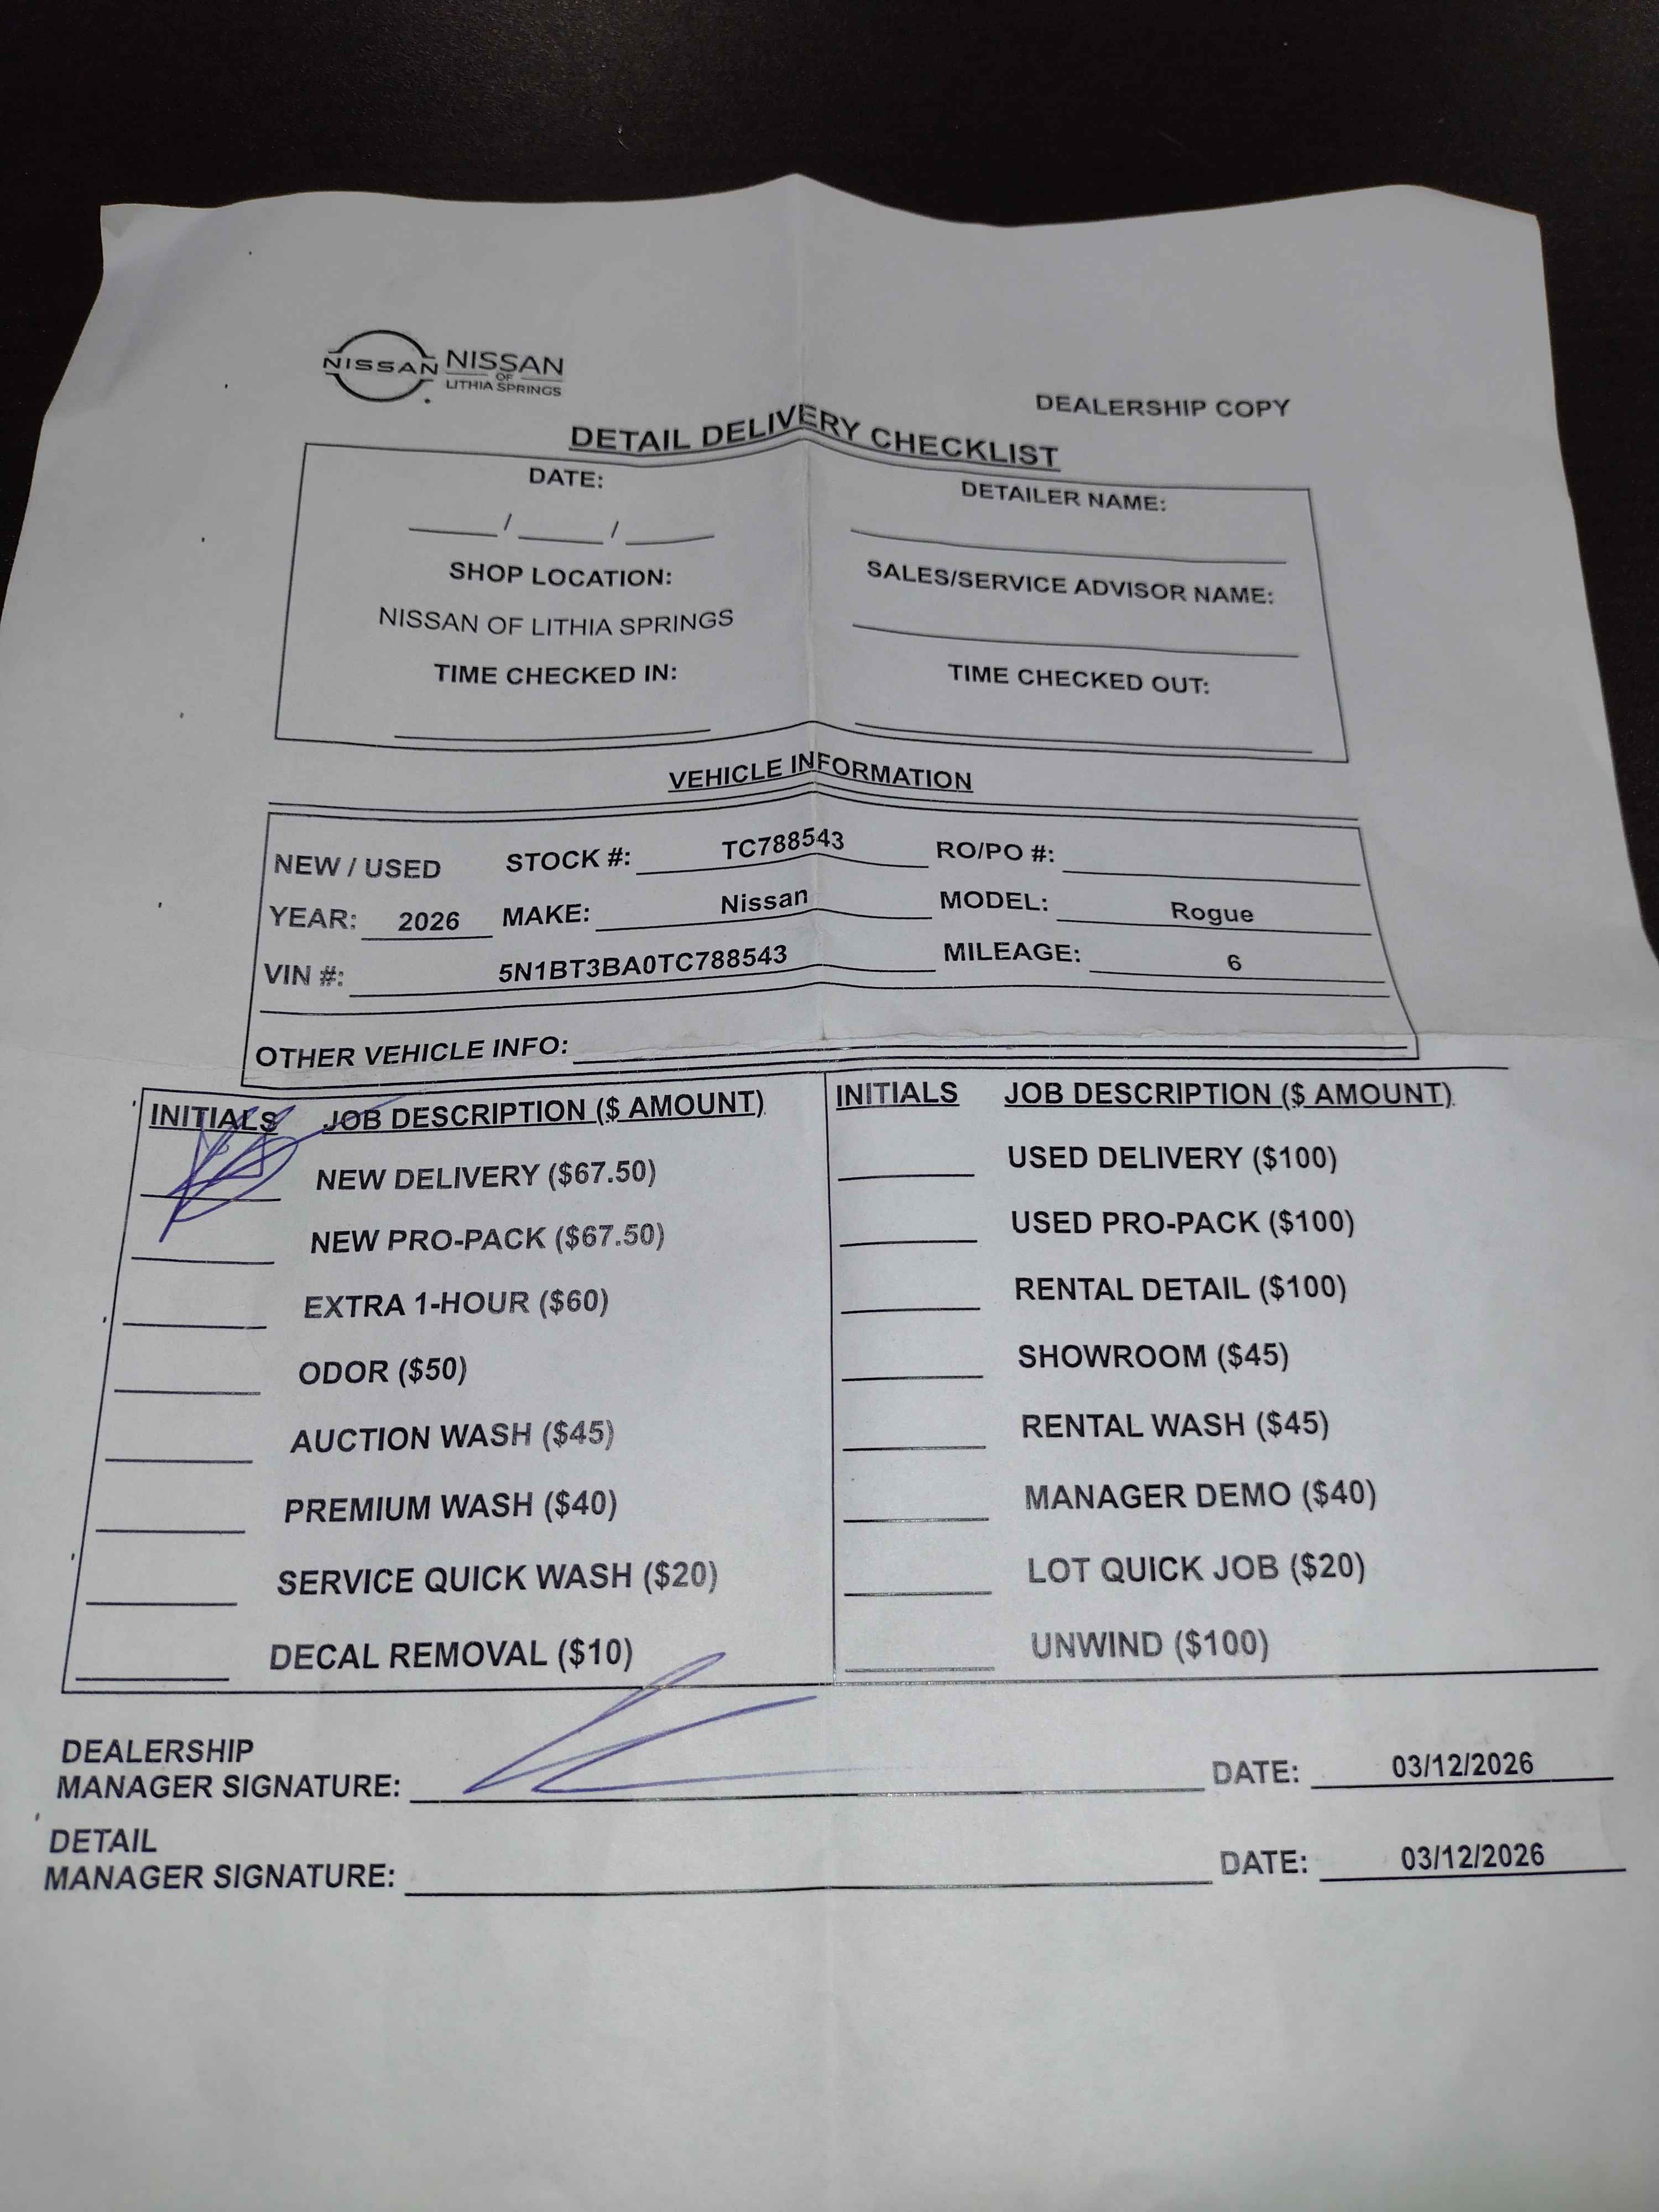 NISSAN NISSAN
OF
LITHIA SPRINGS
DEALERSHIP COPY
DETAIL DELIVERY CHECKLIST
DATE:
DETAILER NAME:
____ / ____ / ____
SHOP LOCATION:
SALES/SERVICE ADVISOR NAME:
NISSAN OF LITHIA SPRINGS
TIME CHECKED IN:
TIME CHECKED OUT:
VEHICLE INFORMATION
NEW / USED STOCK #: TC788543 RO/PO #:
YEAR: 2026 MAKE: Nissan MODEL: Rogue
VIN #: 5N1BT3BA0TC788543 MILEAGE: 6
OTHER VEHICLE INFO:
INITIALS JOB DESCRIPTION ($ AMOUNT)
NEW DELIVERY ($67.50)
NEW PRO-PACK ($67.50)
EXTRA 1-HOUR ($60)
ODOR ($50)
AUCTION WASH ($45)
PREMIUM WASH ($40)
SERVICE QUICK WASH ($20)
DECAL REMOVAL ($10)
INITIALS JOB DESCRIPTION ($ AMOUNT)
USED DELIVERY ($100)
USED PRO-PACK ($100)
RENTAL DETAIL ($100)
SHOWROOM ($45)
RENTAL WASH ($45)
MANAGER DEMO ($40)
LOT QUICK JOB ($20)
UNWIND ($100)
DEALERSHIP
MANAGER SIGNATURE: DATE: 03/12/2026
DETAIL
MANAGER SIGNATURE: DATE: 03/12/2026